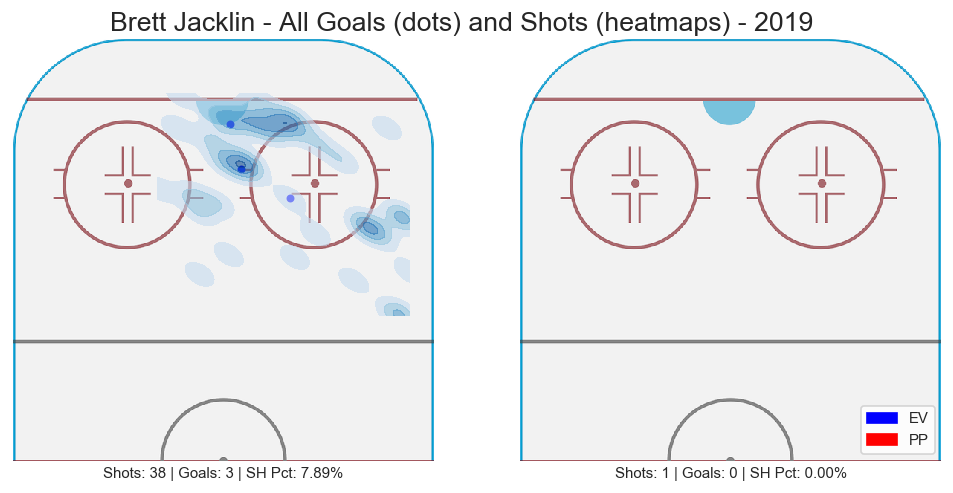 Brett Jacklin - All Goals (dots) and Shots (heatmaps) - 2019
EV
PP
Shots: 38 | Goals: 3 | SH Pct: 7.89%
Shots: 1 | Goals: 0 | SH Pct: 0.00%